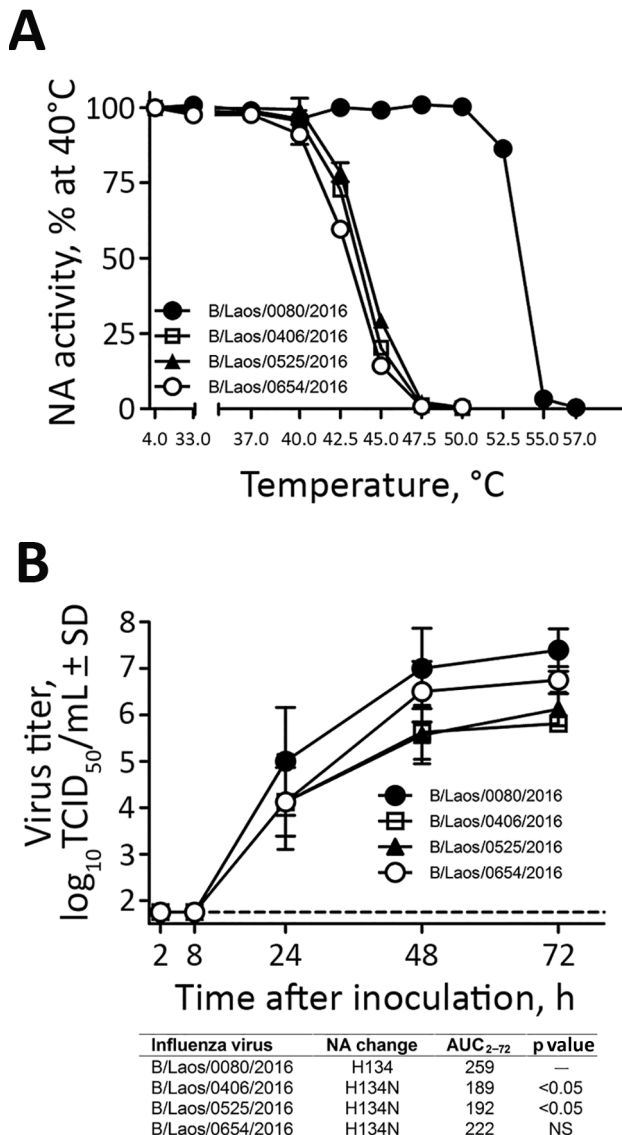 A
NA activity, % at 40°C
100
75
50
25
0
B/Laos/0080/2016
B/Laos/0406/2016
B/Laos/0525/2016
B/Laos/0654/2016
4.0 33.0 37.0 40.0 42.5 45.0 47.5 50.0 52.5 55.0 57.0
Temperature, °C
B
Virus titer,
log₁₀TCID₅₀/mL ± SD
8
7
6
5
4
3
2
B/Laos/0080/2016
B/Laos/0406/2016
B/Laos/0525/2016
B/Laos/0654/2016
2 8 24 48 72
Time after inoculation, h
Influenza virus NA change AUC₂₋₇₂ p value
B/Laos/0080/2016 H134 259 —
B/Laos/0406/2016 H134N 189 <0.05
B/Laos/0525/2016 H134N 192 <0.05
B/Laos/0654/2016 H134N 222 NS